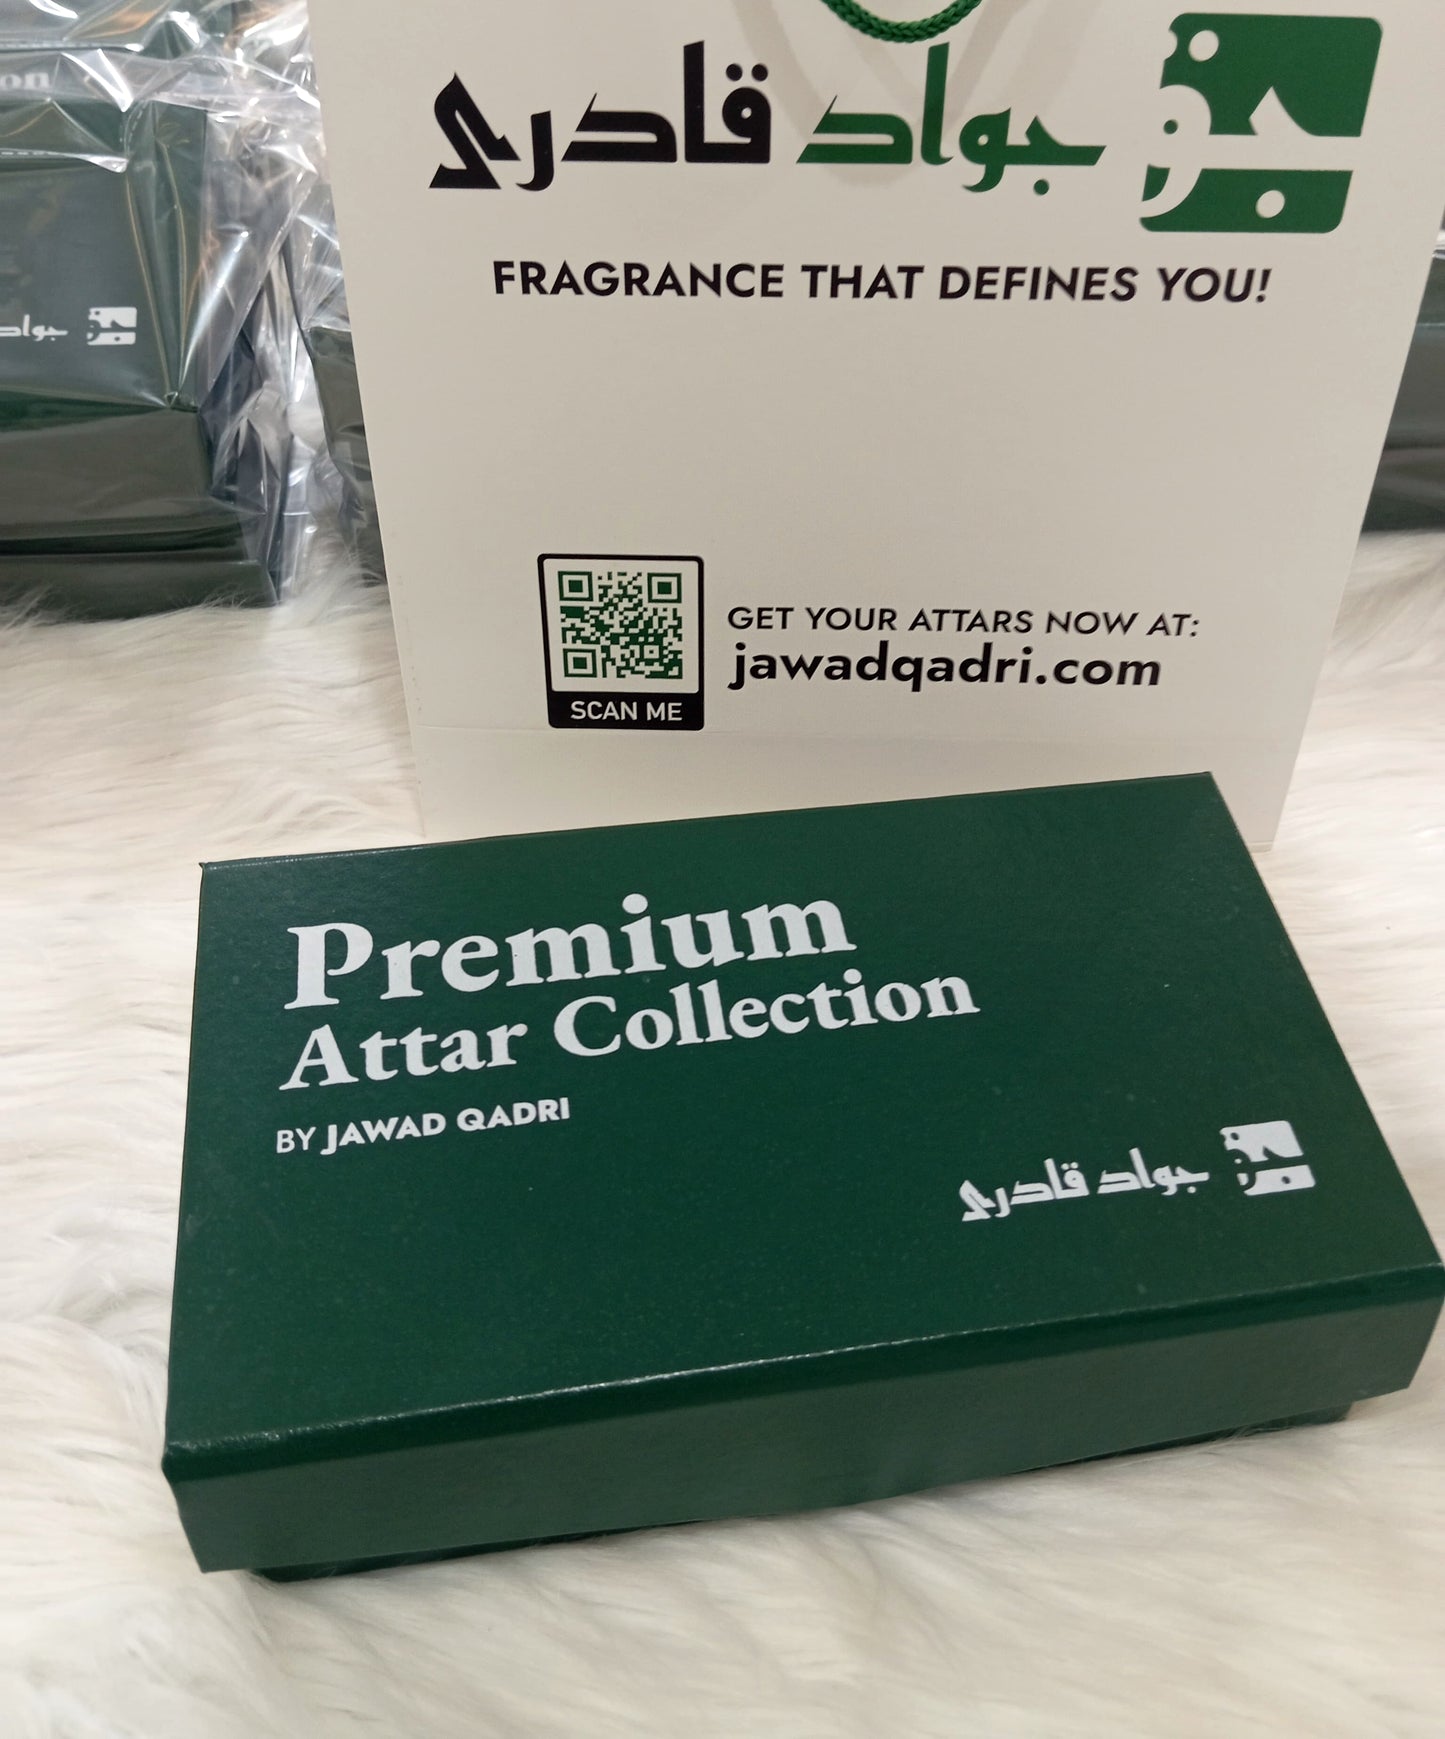 جواد قادری
FRAGRANCE THAT DEFINES YOU!
SCAN ME
GET YOUR ATTARS NOW AT:
jawadqadri.com
Premium
Attar Collection
BY JAWAD QADRI
جواد قادری
جواد